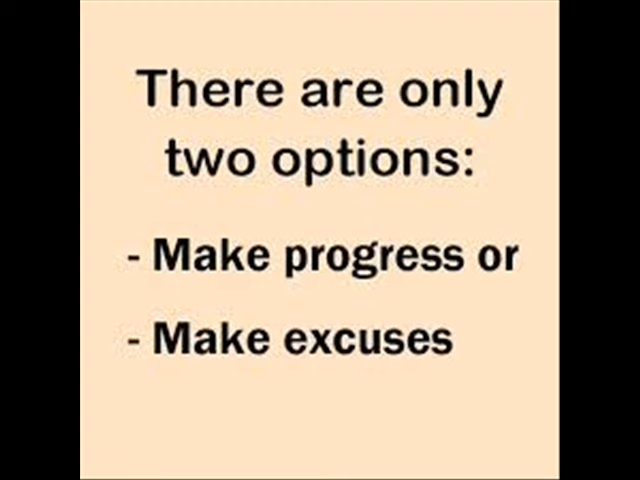 There are only
two options:
- Make progress or
- Make excuses